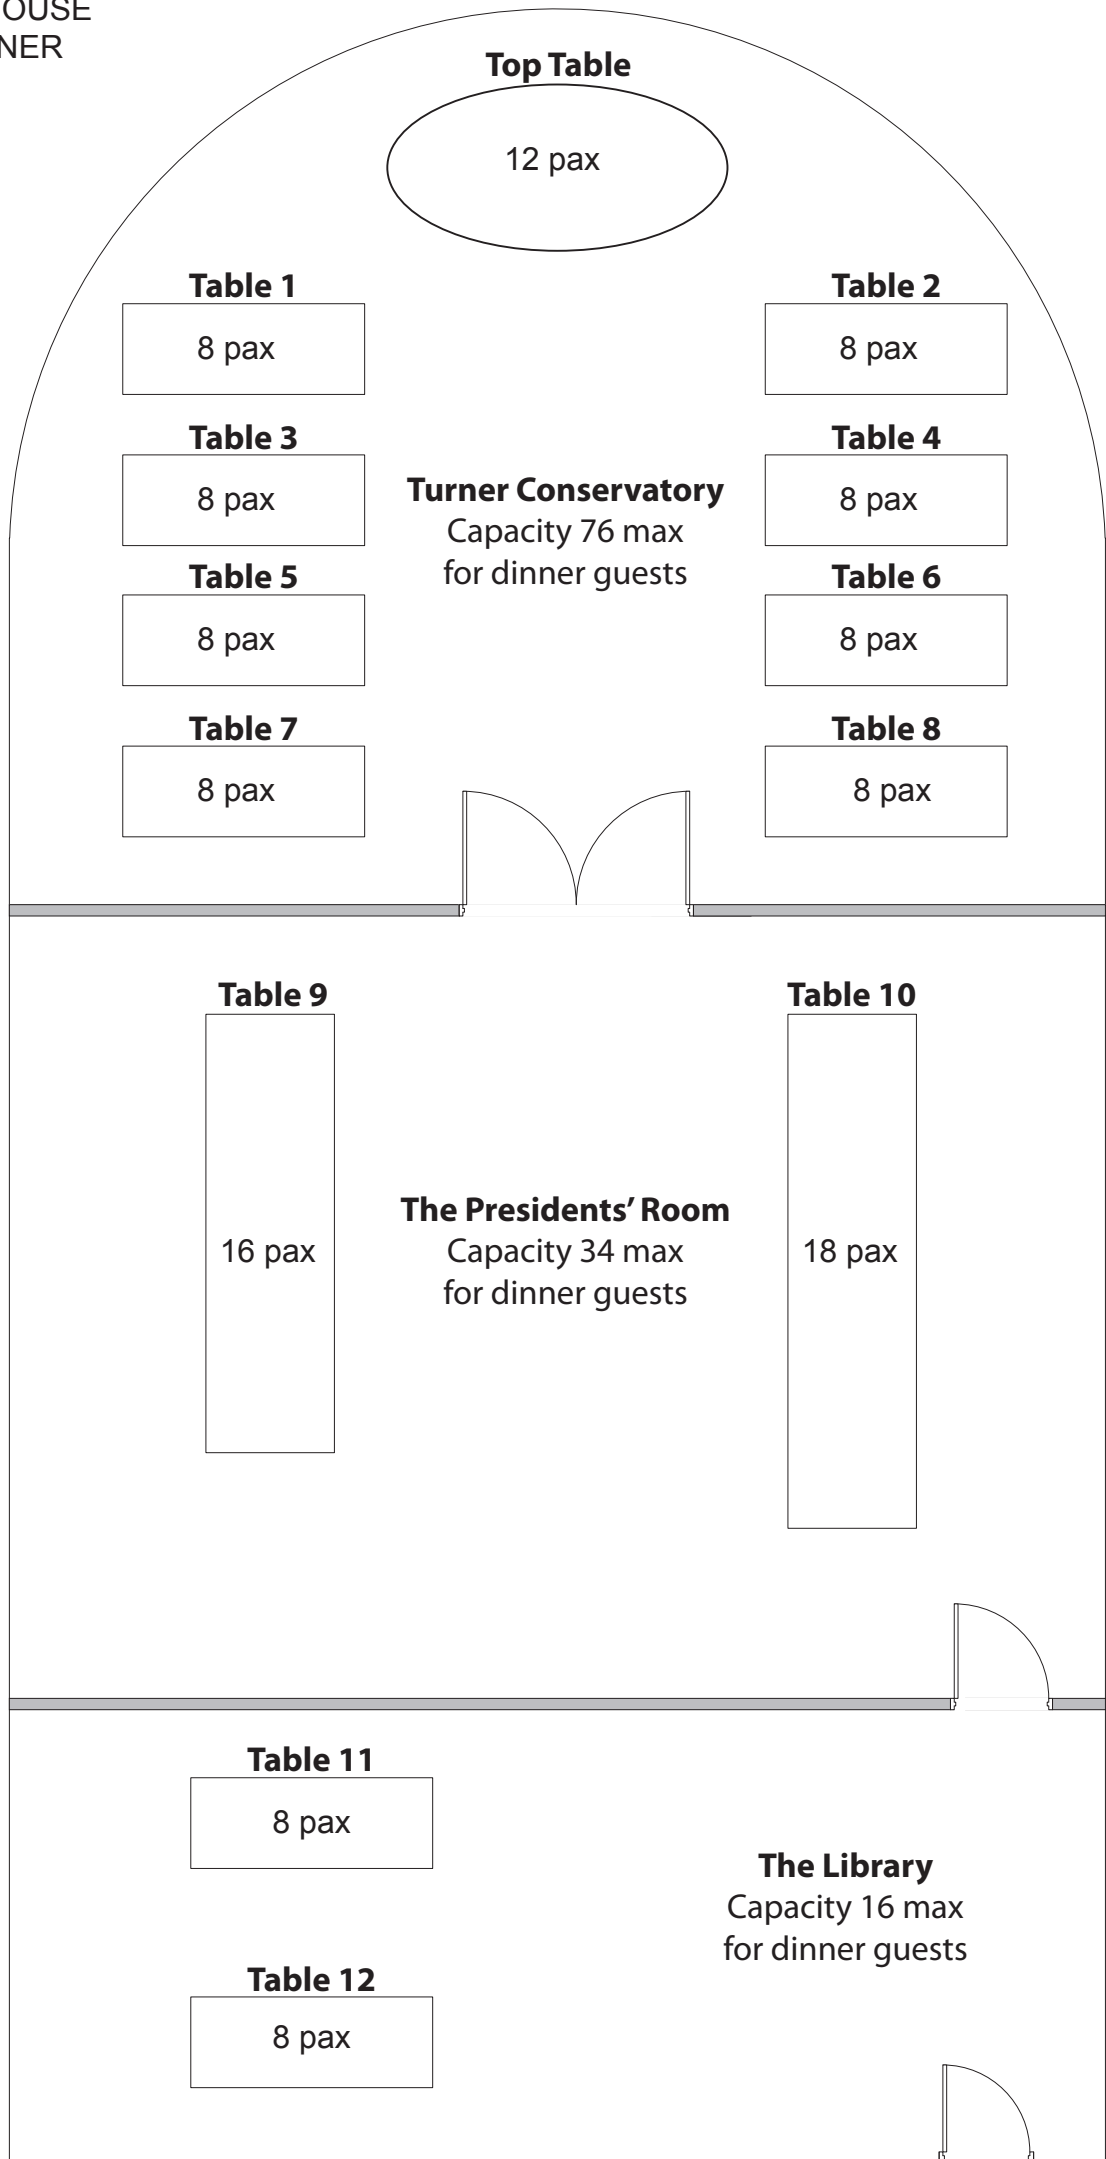 OUSE
NER
Top Table
12 pax
Table 1
8 pax
Table 2
8 pax
Table 3
8 pax
Table 4
8 pax
Turner Conservatory
Capacity 76 max
for dinner guests
Table 5
8 pax
Table 6
8 pax
Table 7
8 pax
Table 8
8 pax
Table 9
16 pax
Table 10
18 pax
The Presidents’ Room
Capacity 34 max
for dinner guests
Table 11
8 pax
The Library
Capacity 16 max
for dinner guests
Table 12
8 pax